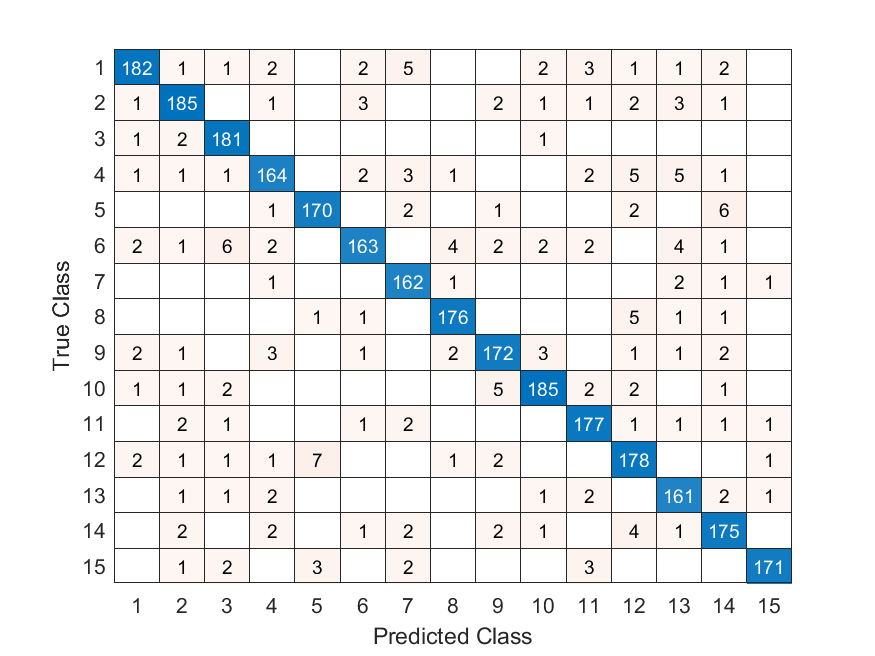 1 182 1 1 2 2 5 2 3 1 1 2
2 1 185 1 3 2 1 1 2 3 1
3 1 2 181 1
4 1 1 1 164 2 3 1 2 5 5 1
5 1 170 2 1 2 6
6 2 1 6 2 163 4 2 2 2 4 1
7 1 162 1 2 1 1
8 1 1 176 5 1 1
9 2 1 3 1 2 172 3 1 1 2
10 1 1 2 5 185 2 2 1
11 2 1 1 2 177 1 1 1 1
12 2 1 1 1 7 1 2 178 1
13 1 1 2 1 2 161 2 1
14 2 2 1 2 2 1 4 1 175
15 1 2 3 2 3 171
1 2 3 4 5 6 7 8 9 10 11 12 13 14 15
Predicted Class
True Class